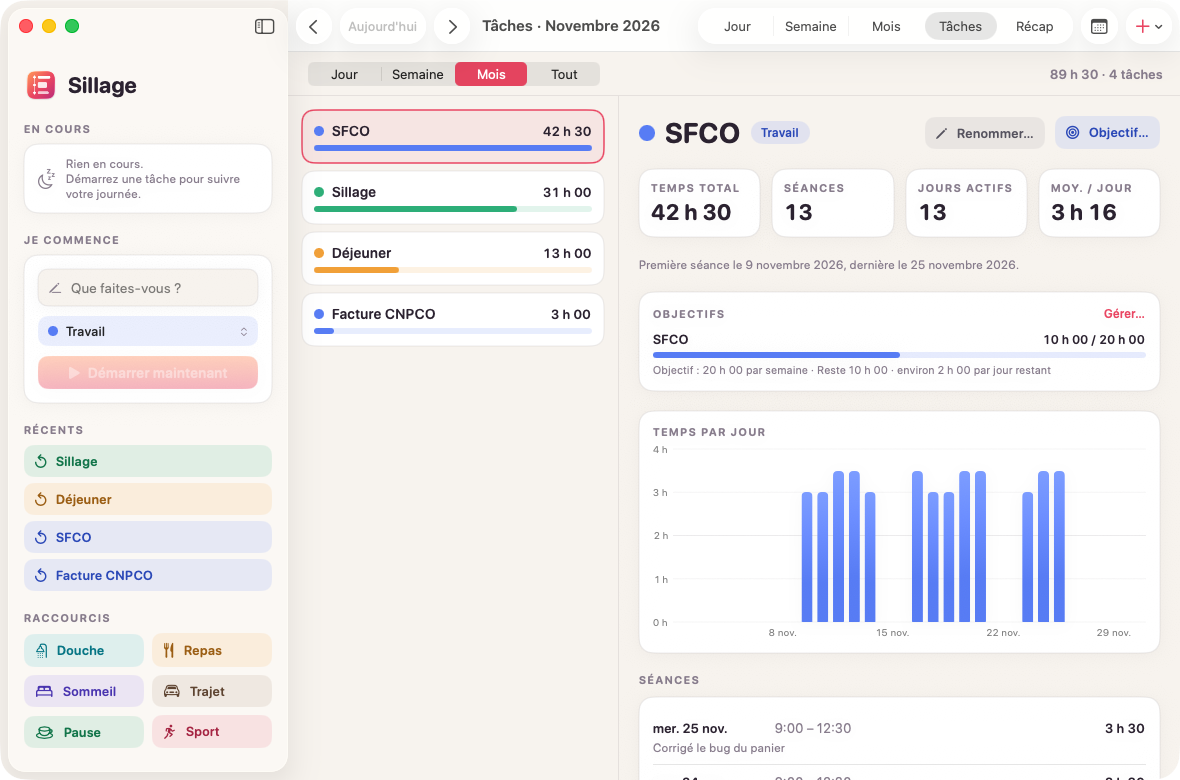 Aujourd'hui
Tâches · Novembre 2026
Jour
Semaine
Mois
Tâches
Récap
Sillage
EN COURS
Rien en cours.
Démarrez une tâche pour suivre
votre journée.
JE COMMENCE
Que faites-vous ?
Travail
Démarrer maintenant
RÉCENTS
Sillage
Déjeuner
SFCO
Facture CNPCO
RACCOURCIS
Douche
Repas
Sommeil
Trajet
Pause
Sport
Jour
Semaine
Mois
Tout
89 h 30 · 4 tâches
SFCO
42 h 30
Sillage
31 h 00
Déjeuner
13 h 00
Facture CNPCO
3 h 00
SFCO
Travail
Renommer...
Objectif...
TEMPS TOTAL
42 h 30
SÉANCES
13
JOURS ACTIFS
13
MOY. / JOUR
3 h 16
Première séance le 9 novembre 2026, dernière le 25 novembre 2026.
OBJECTIFS
Gérer...
SFCO
10 h 00 / 20 h 00
Objectif : 20 h 00 par semaine · Reste 10 h 00 · environ 2 h 00 par jour restant
TEMPS PAR JOUR
4 h
3 h
2 h
1 h
0 h
8 nov.
15 nov.
22 nov.
29 nov.
SÉANCES
mer. 25 nov.
9:00 – 12:30
3 h 30
Corrigé le bug du panier